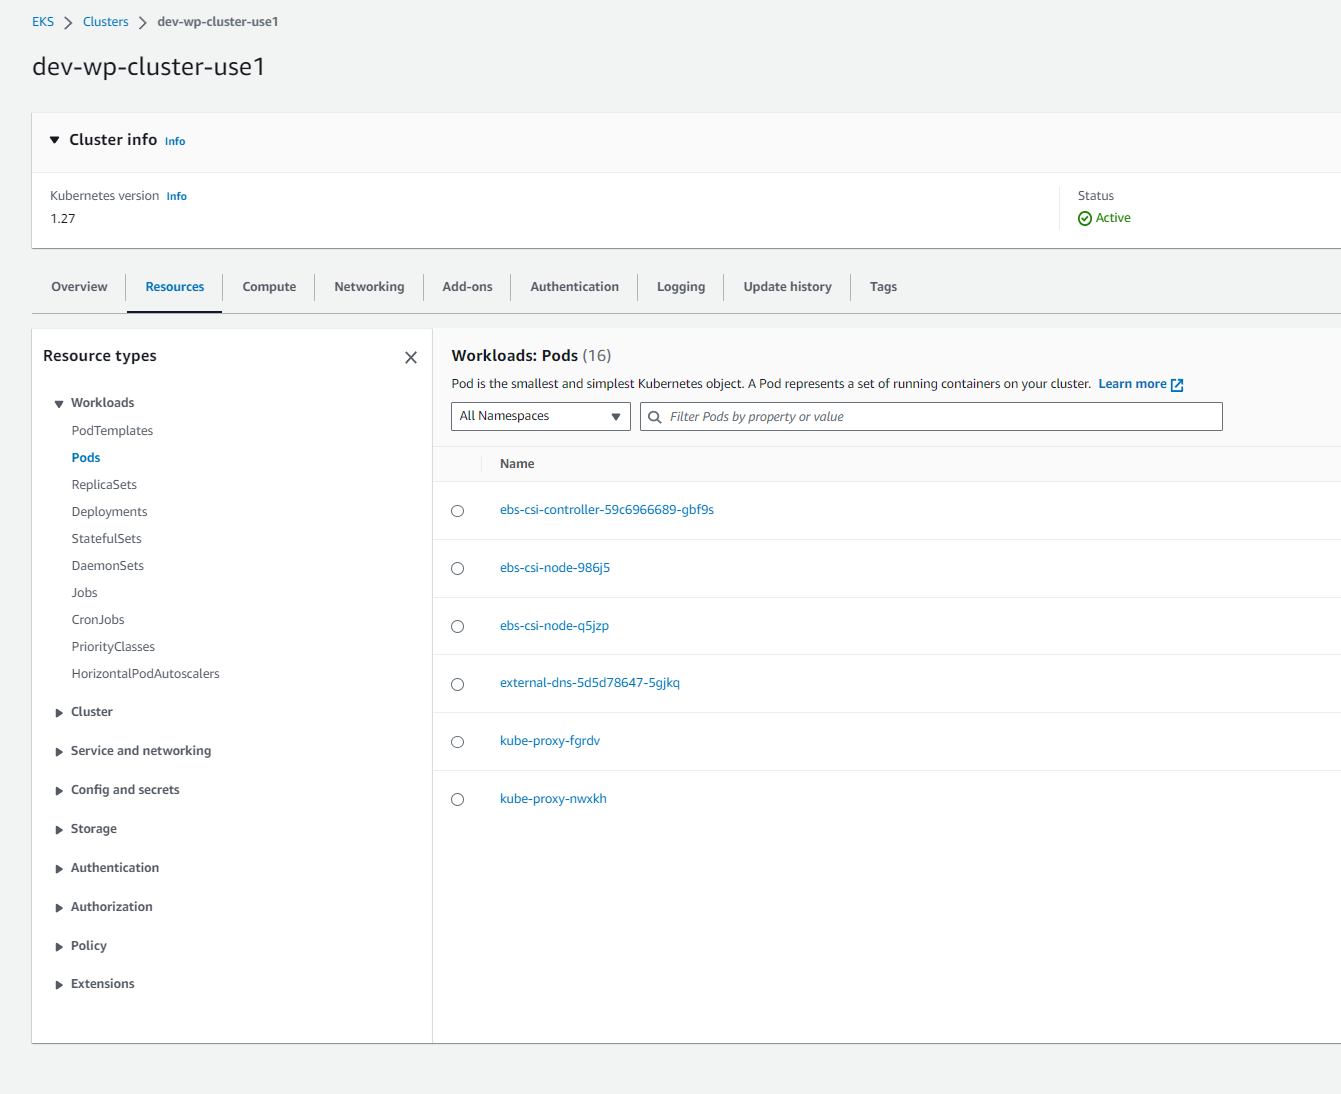 EKS > Clusters > dev-wp-cluster-use1
dev-wp-cluster-use1
Cluster info Info
Kubernetes version Info
1.27
Status
Active
Overview
Resources
Compute
Networking
Add-ons
Authentication
Logging
Update history
Tags
Resource types
Workloads
PodTemplates
Pods
ReplicaSets
Deployments
StatefulSets
DaemonSets
Jobs
CronJobs
PriorityClasses
HorizontalPodAutoscalers
Cluster
Service and networking
Config and secrets
Storage
Authentication
Authorization
Policy
Extensions
Workloads: Pods (16)
Pod is the smallest and simplest Kubernetes object. A Pod represents a set of running containers on your cluster. Learn more
All Namespaces
Filter Pods by property or value
Name
ebs-csi-controller-59c6966689-gbf9s
ebs-csi-node-986j5
ebs-csi-node-q5jzp
external-dns-5d5d78647-5gjkq
kube-proxy-fgrdv
kube-proxy-nwxkh